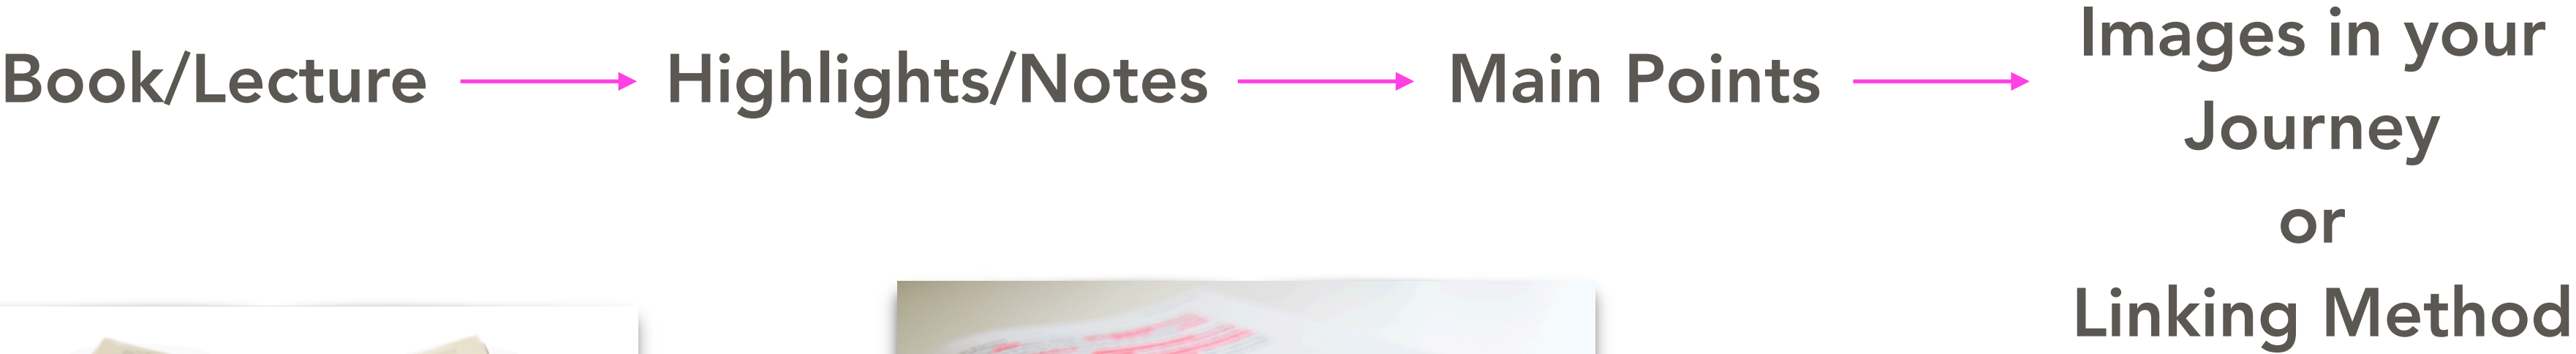 Book/Lecture
Highlights/Notes
Main Points
Images in your
Journey
or
Linking Method